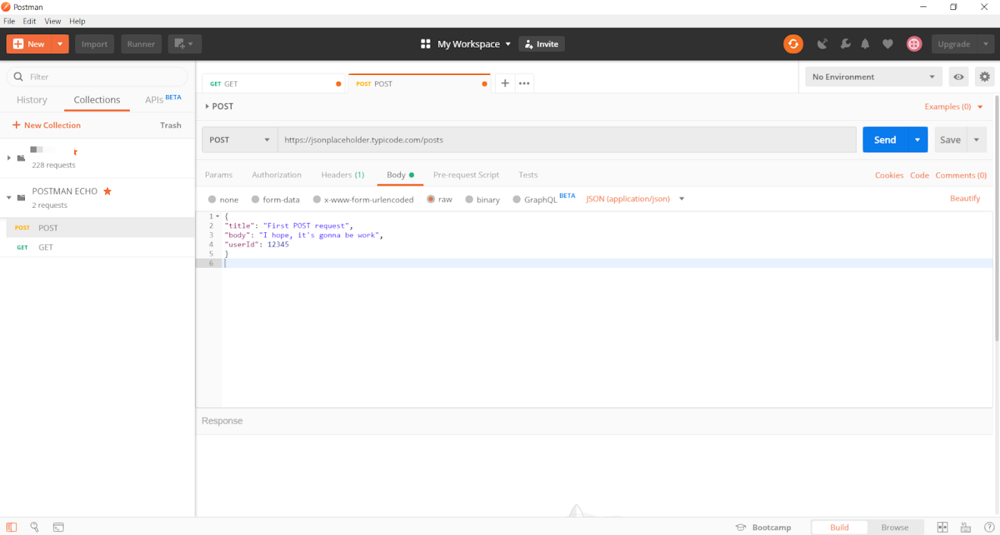 Postman
File Edit View Help
New Import Runner My Workspace Invite Upgrade
Filter
History Collections APIs BETA
New Collection Trash
228 requests
POSTMAN ECHO
2 requests
POST POST
GET GET
GET GET POST POST No Environment
POST Examples (0)
POST https://jsonplaceholder.typicode.com/posts Send Save
Params Authorization Headers (1) Body Pre-request Script Tests Cookies Code Comments (0)
none form-data x-www-form-urlencoded raw binary GraphQL BETA JSON (application/json) Beautify
1 {
2 "title": "First POST request",
3 "body": "I hope, it's gonna be work",
4 "userId": 12345
5 }
6
Response
Bootcamp Build Browse